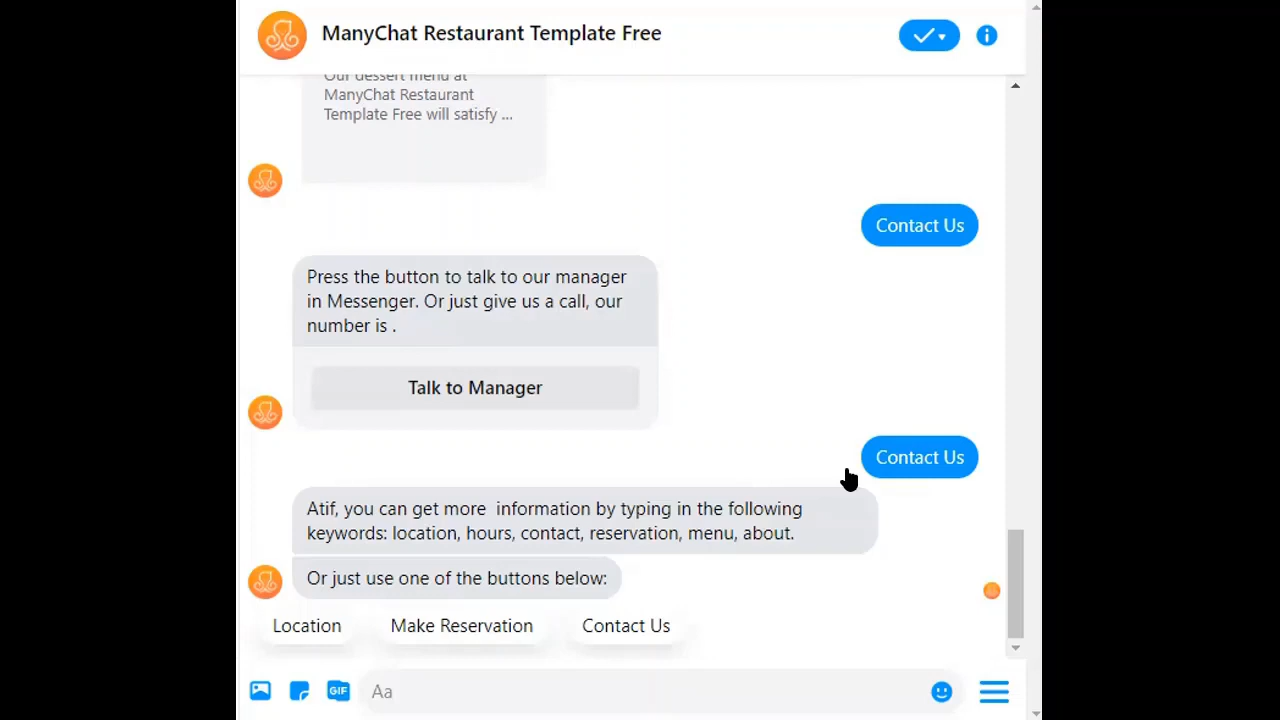 ManyChat Restaurant Template Free
Our dessert menu at
ManyChat Restaurant
Template Free will satisfy ...
Contact Us
Press the button to talk to our manager
in Messenger. Or just give us a call, our
number is .
Talk to Manager
Contact Us
Atif, you can get more  information by typing in the following
keywords: location, hours, contact, reservation, menu, about.
Or just use one of the buttons below:
Location Make Reservation Contact Us
GIF Aa